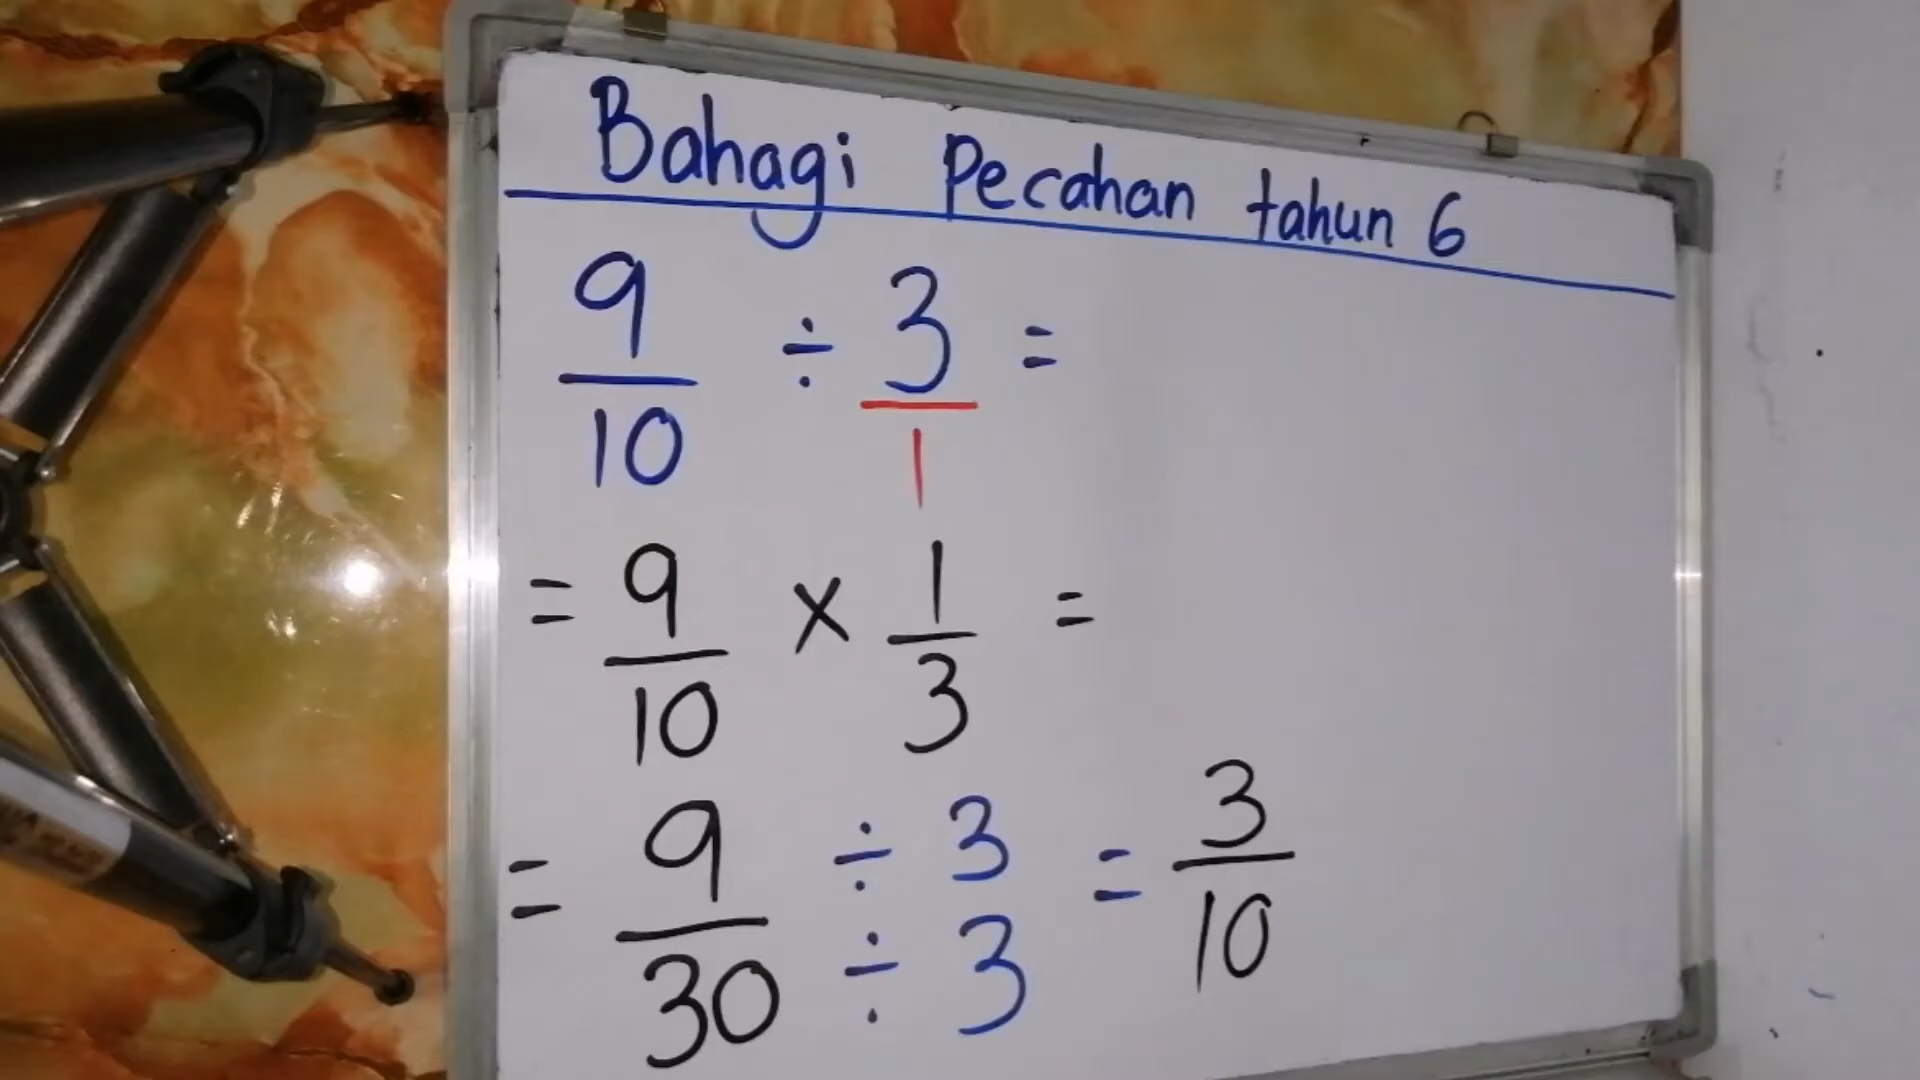 Bahagi Pecahan tahun 6
9/10 ÷ 3/1 =
= 9/10 × 1/3 =
= 9/30 ÷ 3 ÷ 3 = 3/10